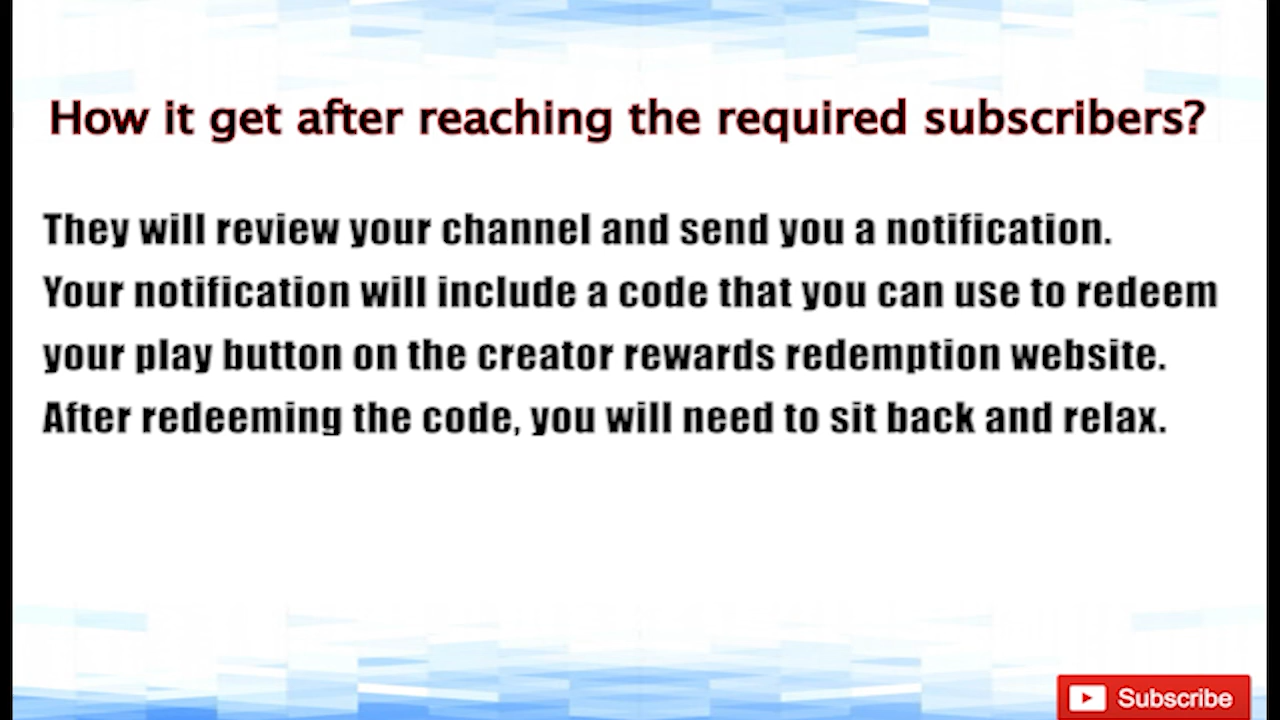 How it get after reaching the required subscribers?
They will review your channel and send you a notification.
Your notification will include a code that you can use to redeem
your play button on the creator rewards redemption website.
After redeeming the code, you will need to sit back and relax.
Subscribe